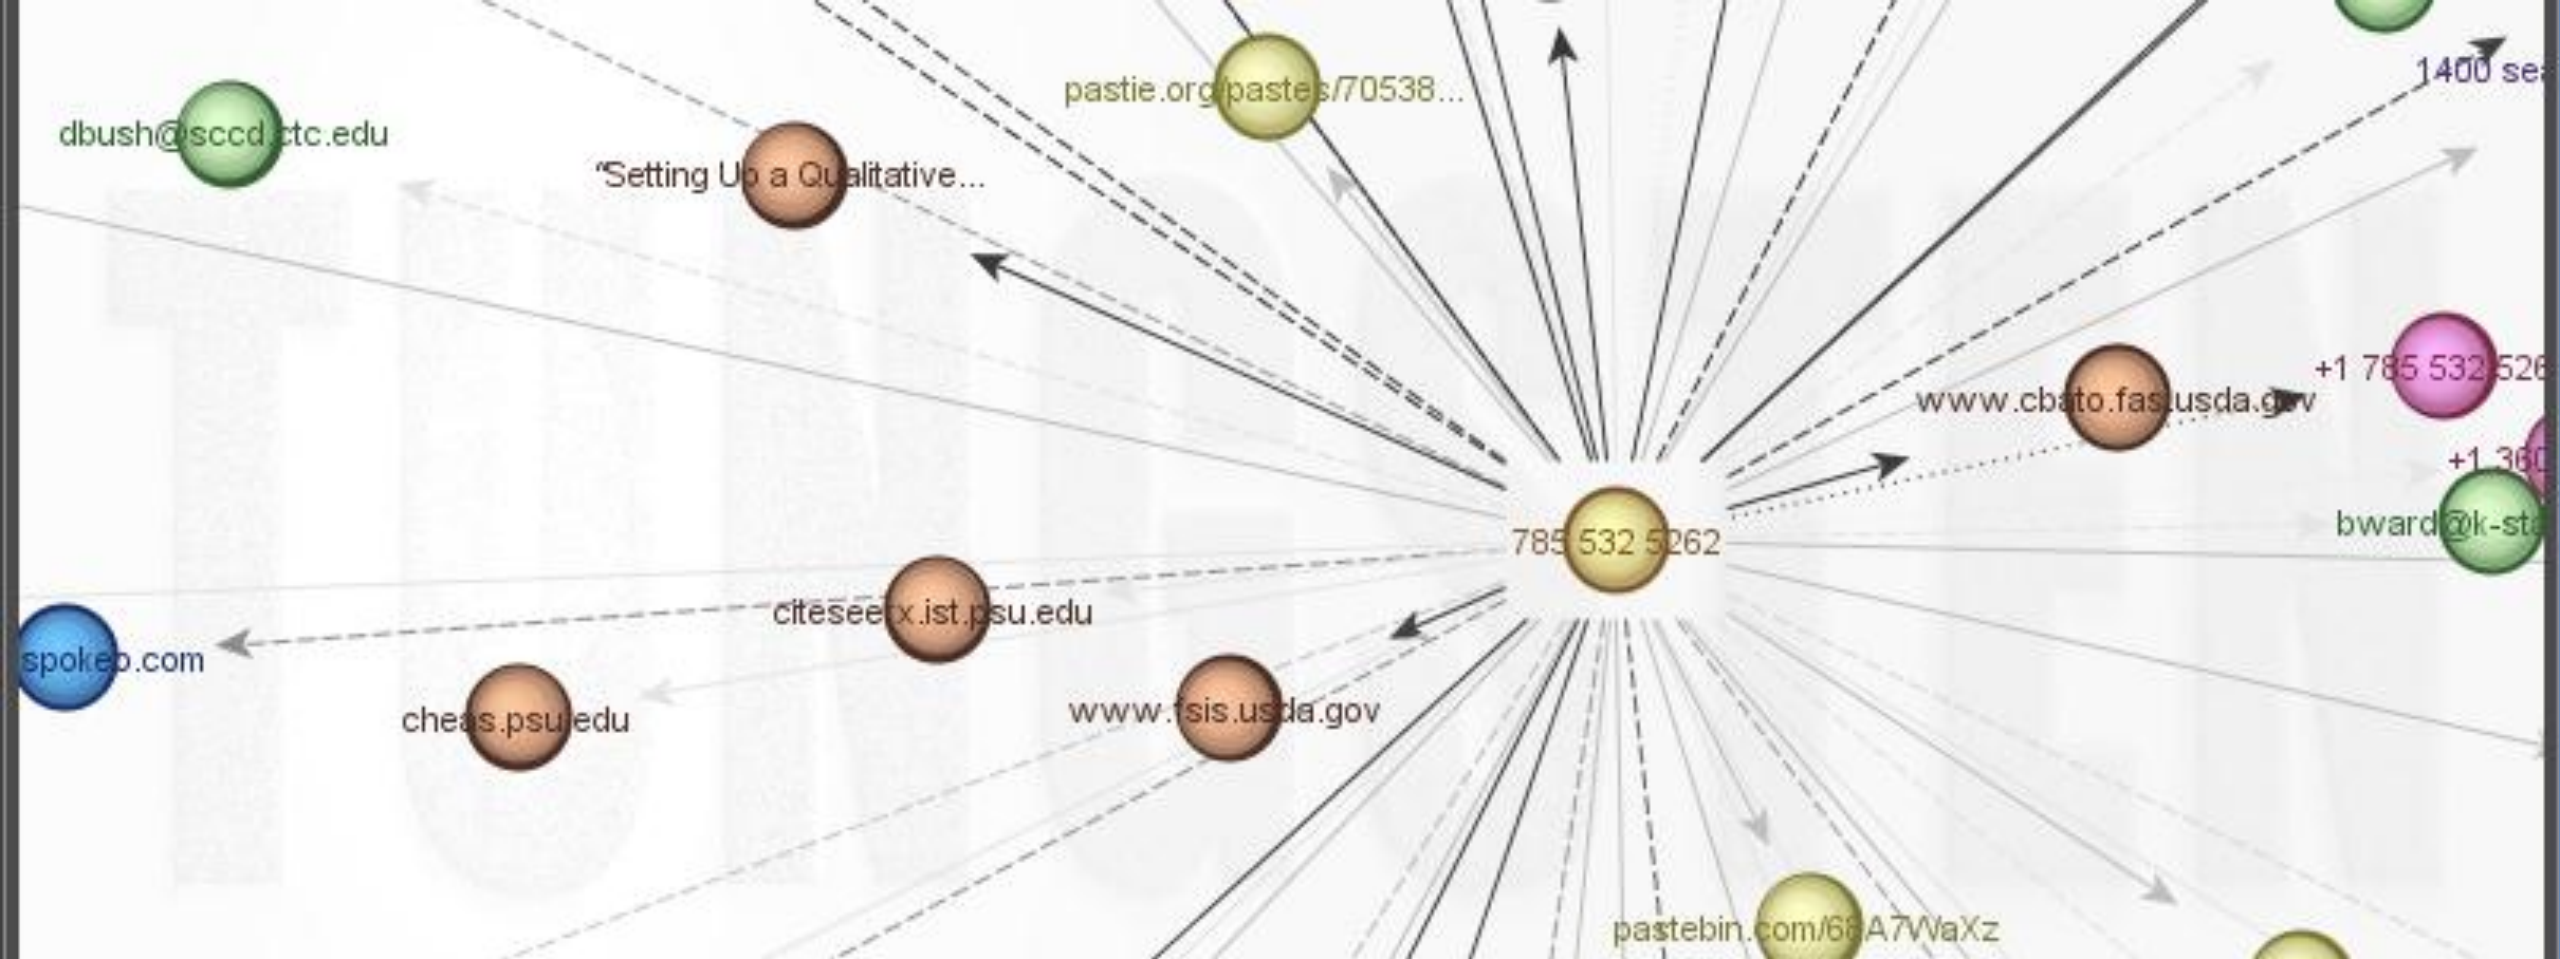 1400 sea
pastie.org/pastes/70538...
dbush@sccd.ctc.edu
"Setting Up a Qualitative...
+1 785 532 526
www.cbato.fas.usda.gov
+1 360
bward@k-sta
785 532 5262
citeseerx.ist.psu.edu
spokeo.com
www.fsis.usda.gov
cheas.psu.edu
pastebin.com/68A7WaXz